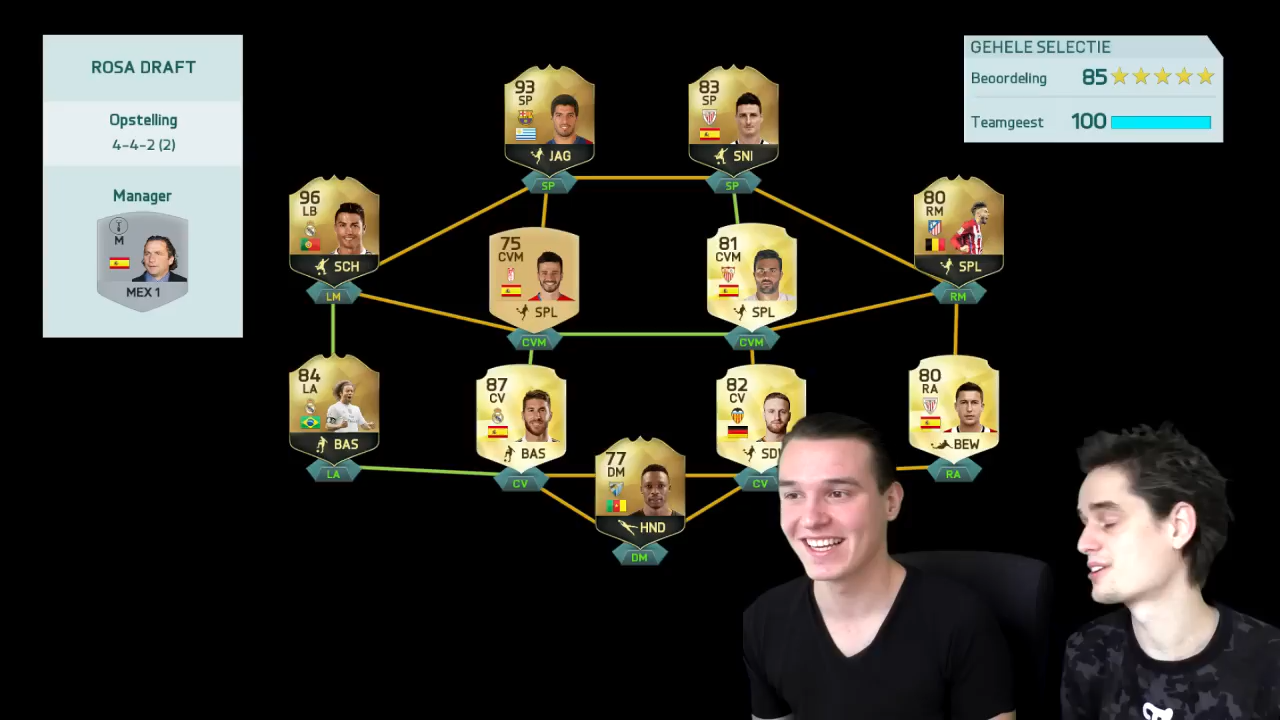 ROSA DRAFT
Opstelling
4-4-2 (2)
Manager
M
MEX 1
GEHELE SELECTIE
Beoordeling 85
Teamgeest 100
93
SP
JAG
SP
83
SP
SNI
SP
96
LB
SCH
LM
75
CVM
SPL
CVM
81
CVM
SPL
CVM
80
RM
SPL
RM
84
LA
BAS
LA
87
CV
BAS
CV
77
DM
HND
DM
82
CV
CV
80
RA
BEW
RA